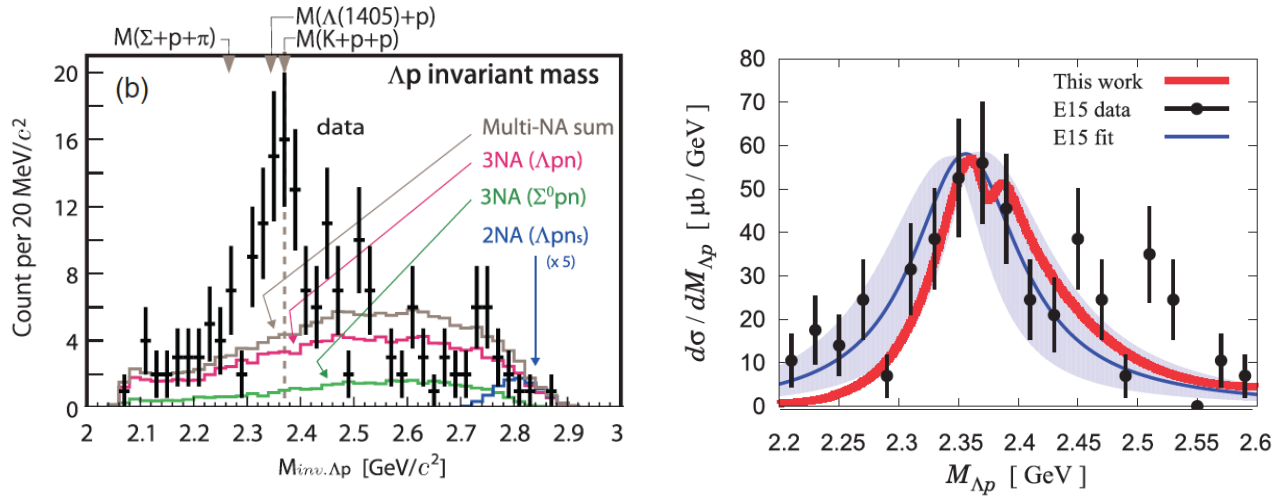 M(Λ(1405)+p)
M(Σ+p+π) M(K+p+p)
(b) Λp invariant mass
data
Multi-NA sum
3NA (Λpn)
3NA (Σ⁰pn)
2NA (Λpnₛ)
(x 5)
Count per 20 MeV/c²
20
16
12
8
4
0
2 2.1 2.2 2.3 2.4 2.5 2.6 2.7 2.8 2.9 3
Minv.Λp [GeV/c²]
This work
E15 data
E15 fit
dσ / dMΛp [ μb / GeV ]
80
70
60
50
40
30
20
10
0
2.2 2.25 2.3 2.35 2.4 2.45 2.5 2.55 2.6
MΛp [ GeV ]